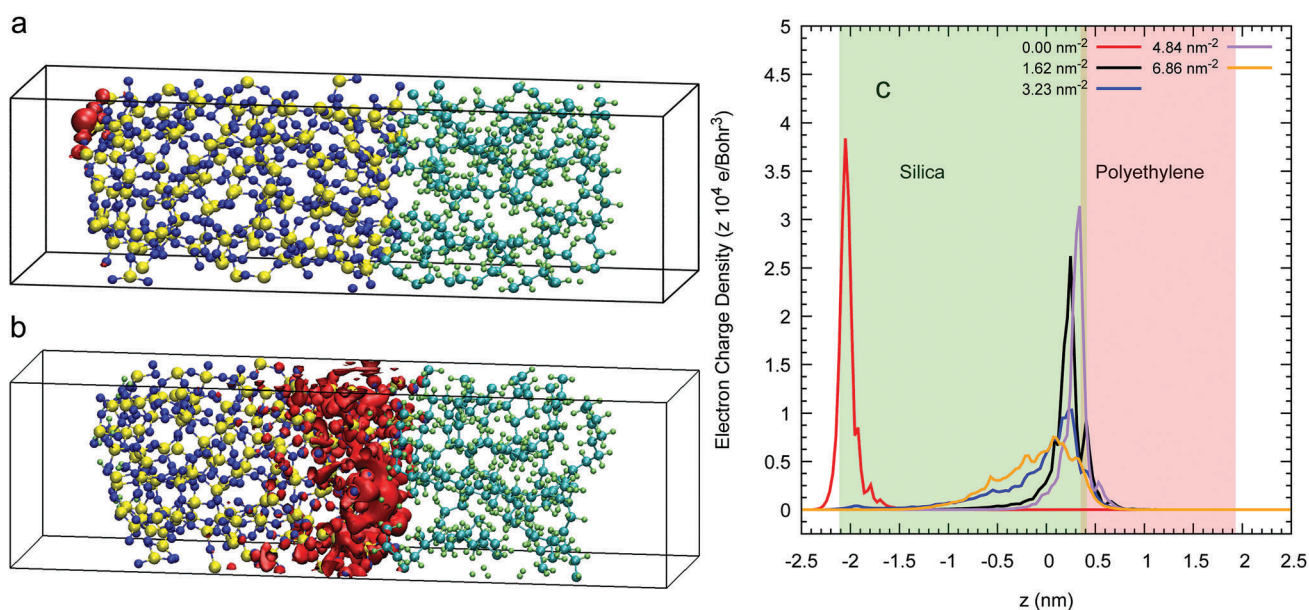 a
b
Electron Charge Density (z 10⁴ e/Bohr³)
5
4.5
4
3.5
3
2.5
2
1.5
1
0.5
0
0.00 nm⁻² 4.84 nm⁻²
1.62 nm⁻² 6.86 nm⁻²
3.23 nm⁻²
C
Silica Polyethylene
-2.5 -2 -1.5 -1 -0.5 0 0.5 1 1.5 2 2.5
z (nm)